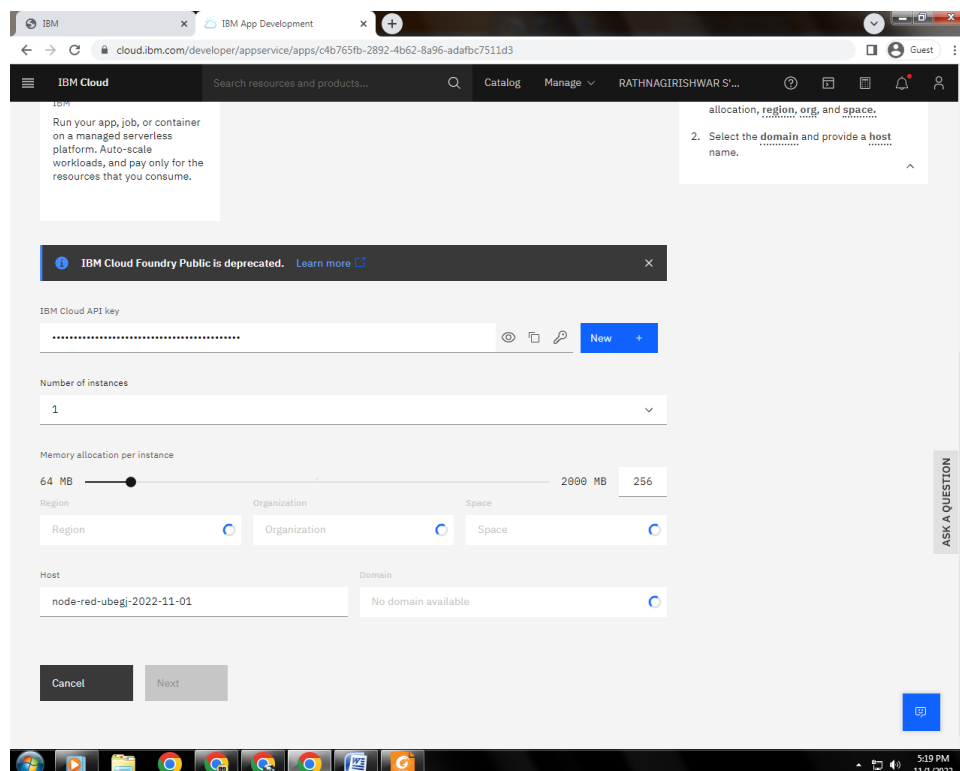 IBM
IBM App Development
cloud.ibm.com/developer/appservice/apps/c4b765fb-2892-4b62-8a96-adafbc7511d3
Guest
IBM Cloud
Search resources and products...
Catalog
Manage
RATHNAGIRISHWAR S'...
IBM
Run your app, job, or container
on a managed serverless
platform. Auto-scale
workloads, and pay only for the
resources that you consume.
allocation, region, org, and space.
2. Select the domain and provide a host
name.
IBM Cloud Foundry Public is deprecated. Learn more
IBM Cloud API key
New +
Number of instances
1
Memory allocation per instance
64 MB
2000 MB
256
Region
Organization
Space
Region
Organization
Space
Host
Domain
node-red-ubegj-2022-11-01
No domain available
Cancel
Next
ASK A QUESTION
5:19 PM
11/1/2022